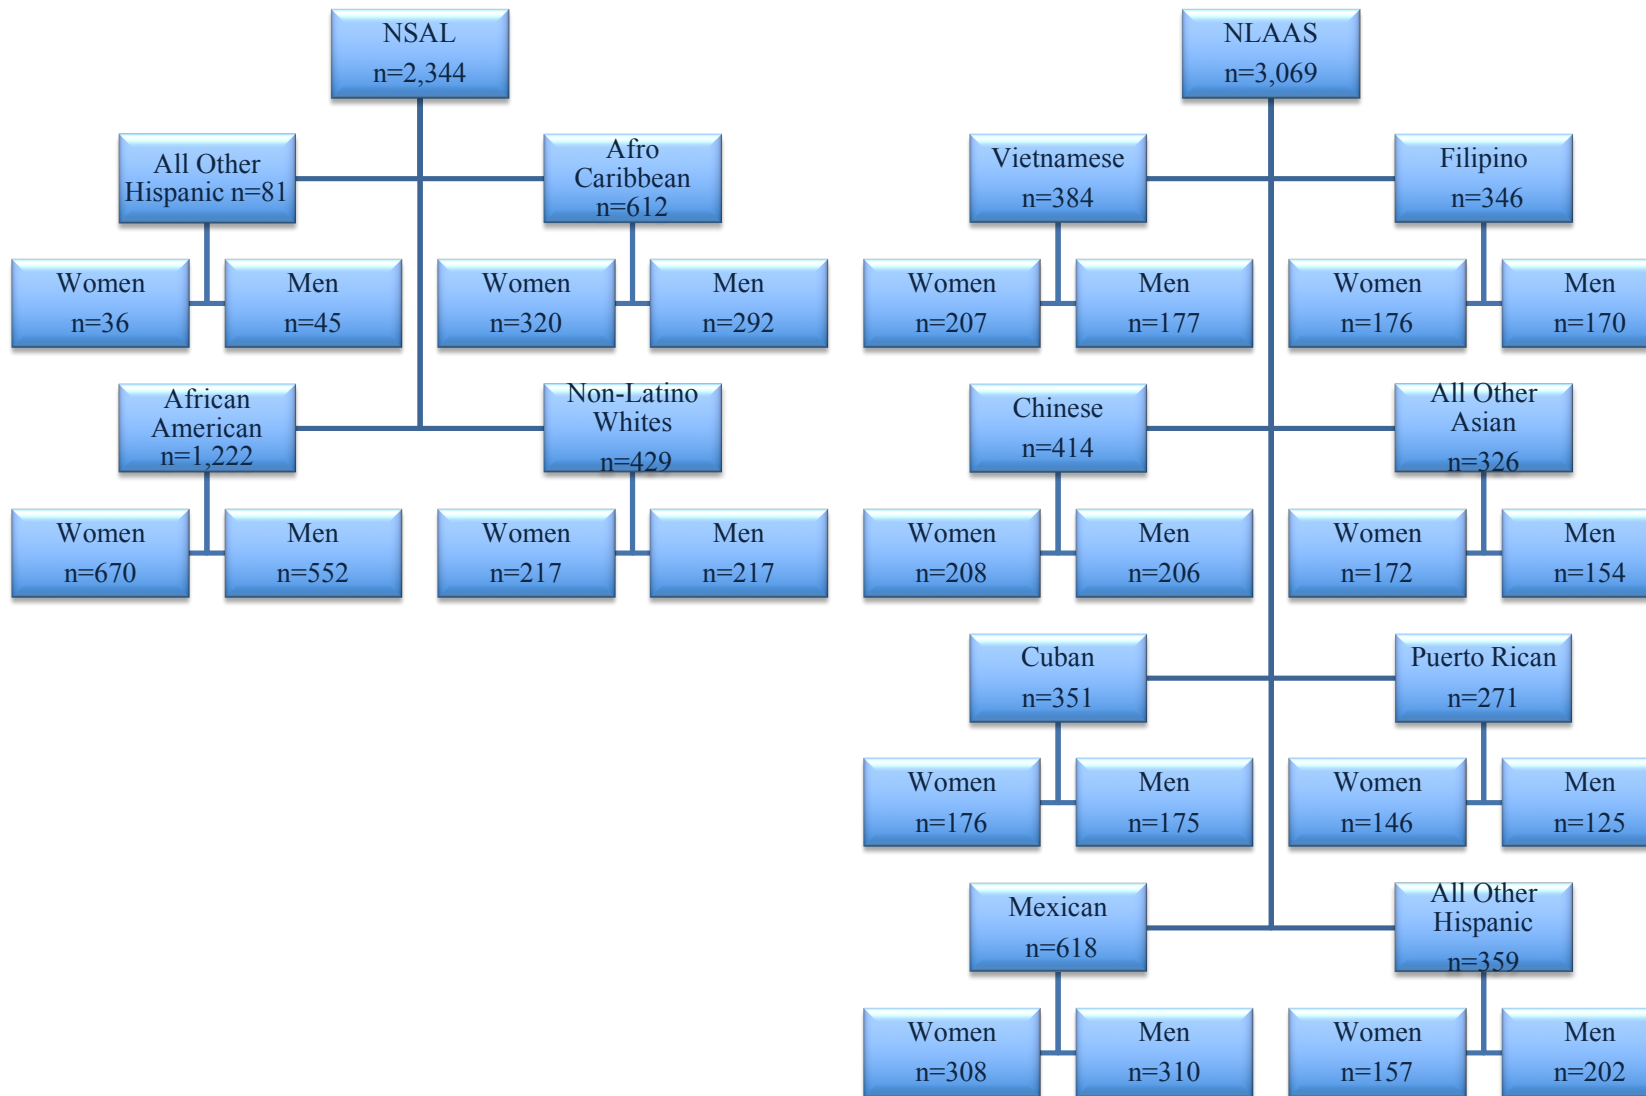 NSAL
n=2,344
All Other
Hispanic n=81
Afro
Caribbean
n=612
Women
n=36
Men
n=45
Women
n=320
Men
n=292
African
American
n=1,222
Non-Latino
Whites
n=429
Women
n=670
Men
n=552
Women
n=217
Men
n=217
NLAAS
n=3,069
Vietnamese
n=384
Filipino
n=346
Women
n=207
Men
n=177
Women
n=176
Men
n=170
Chinese
n=414
All Other
Asian
n=326
Women
n=208
Men
n=206
Women
n=172
Men
n=154
Cuban
n=351
Puerto Rican
n=271
Women
n=176
Men
n=175
Women
n=146
Men
n=125
Mexican
n=618
All Other
Hispanic
n=359
Women
n=308
Men
n=310
Women
n=157
Men
n=202